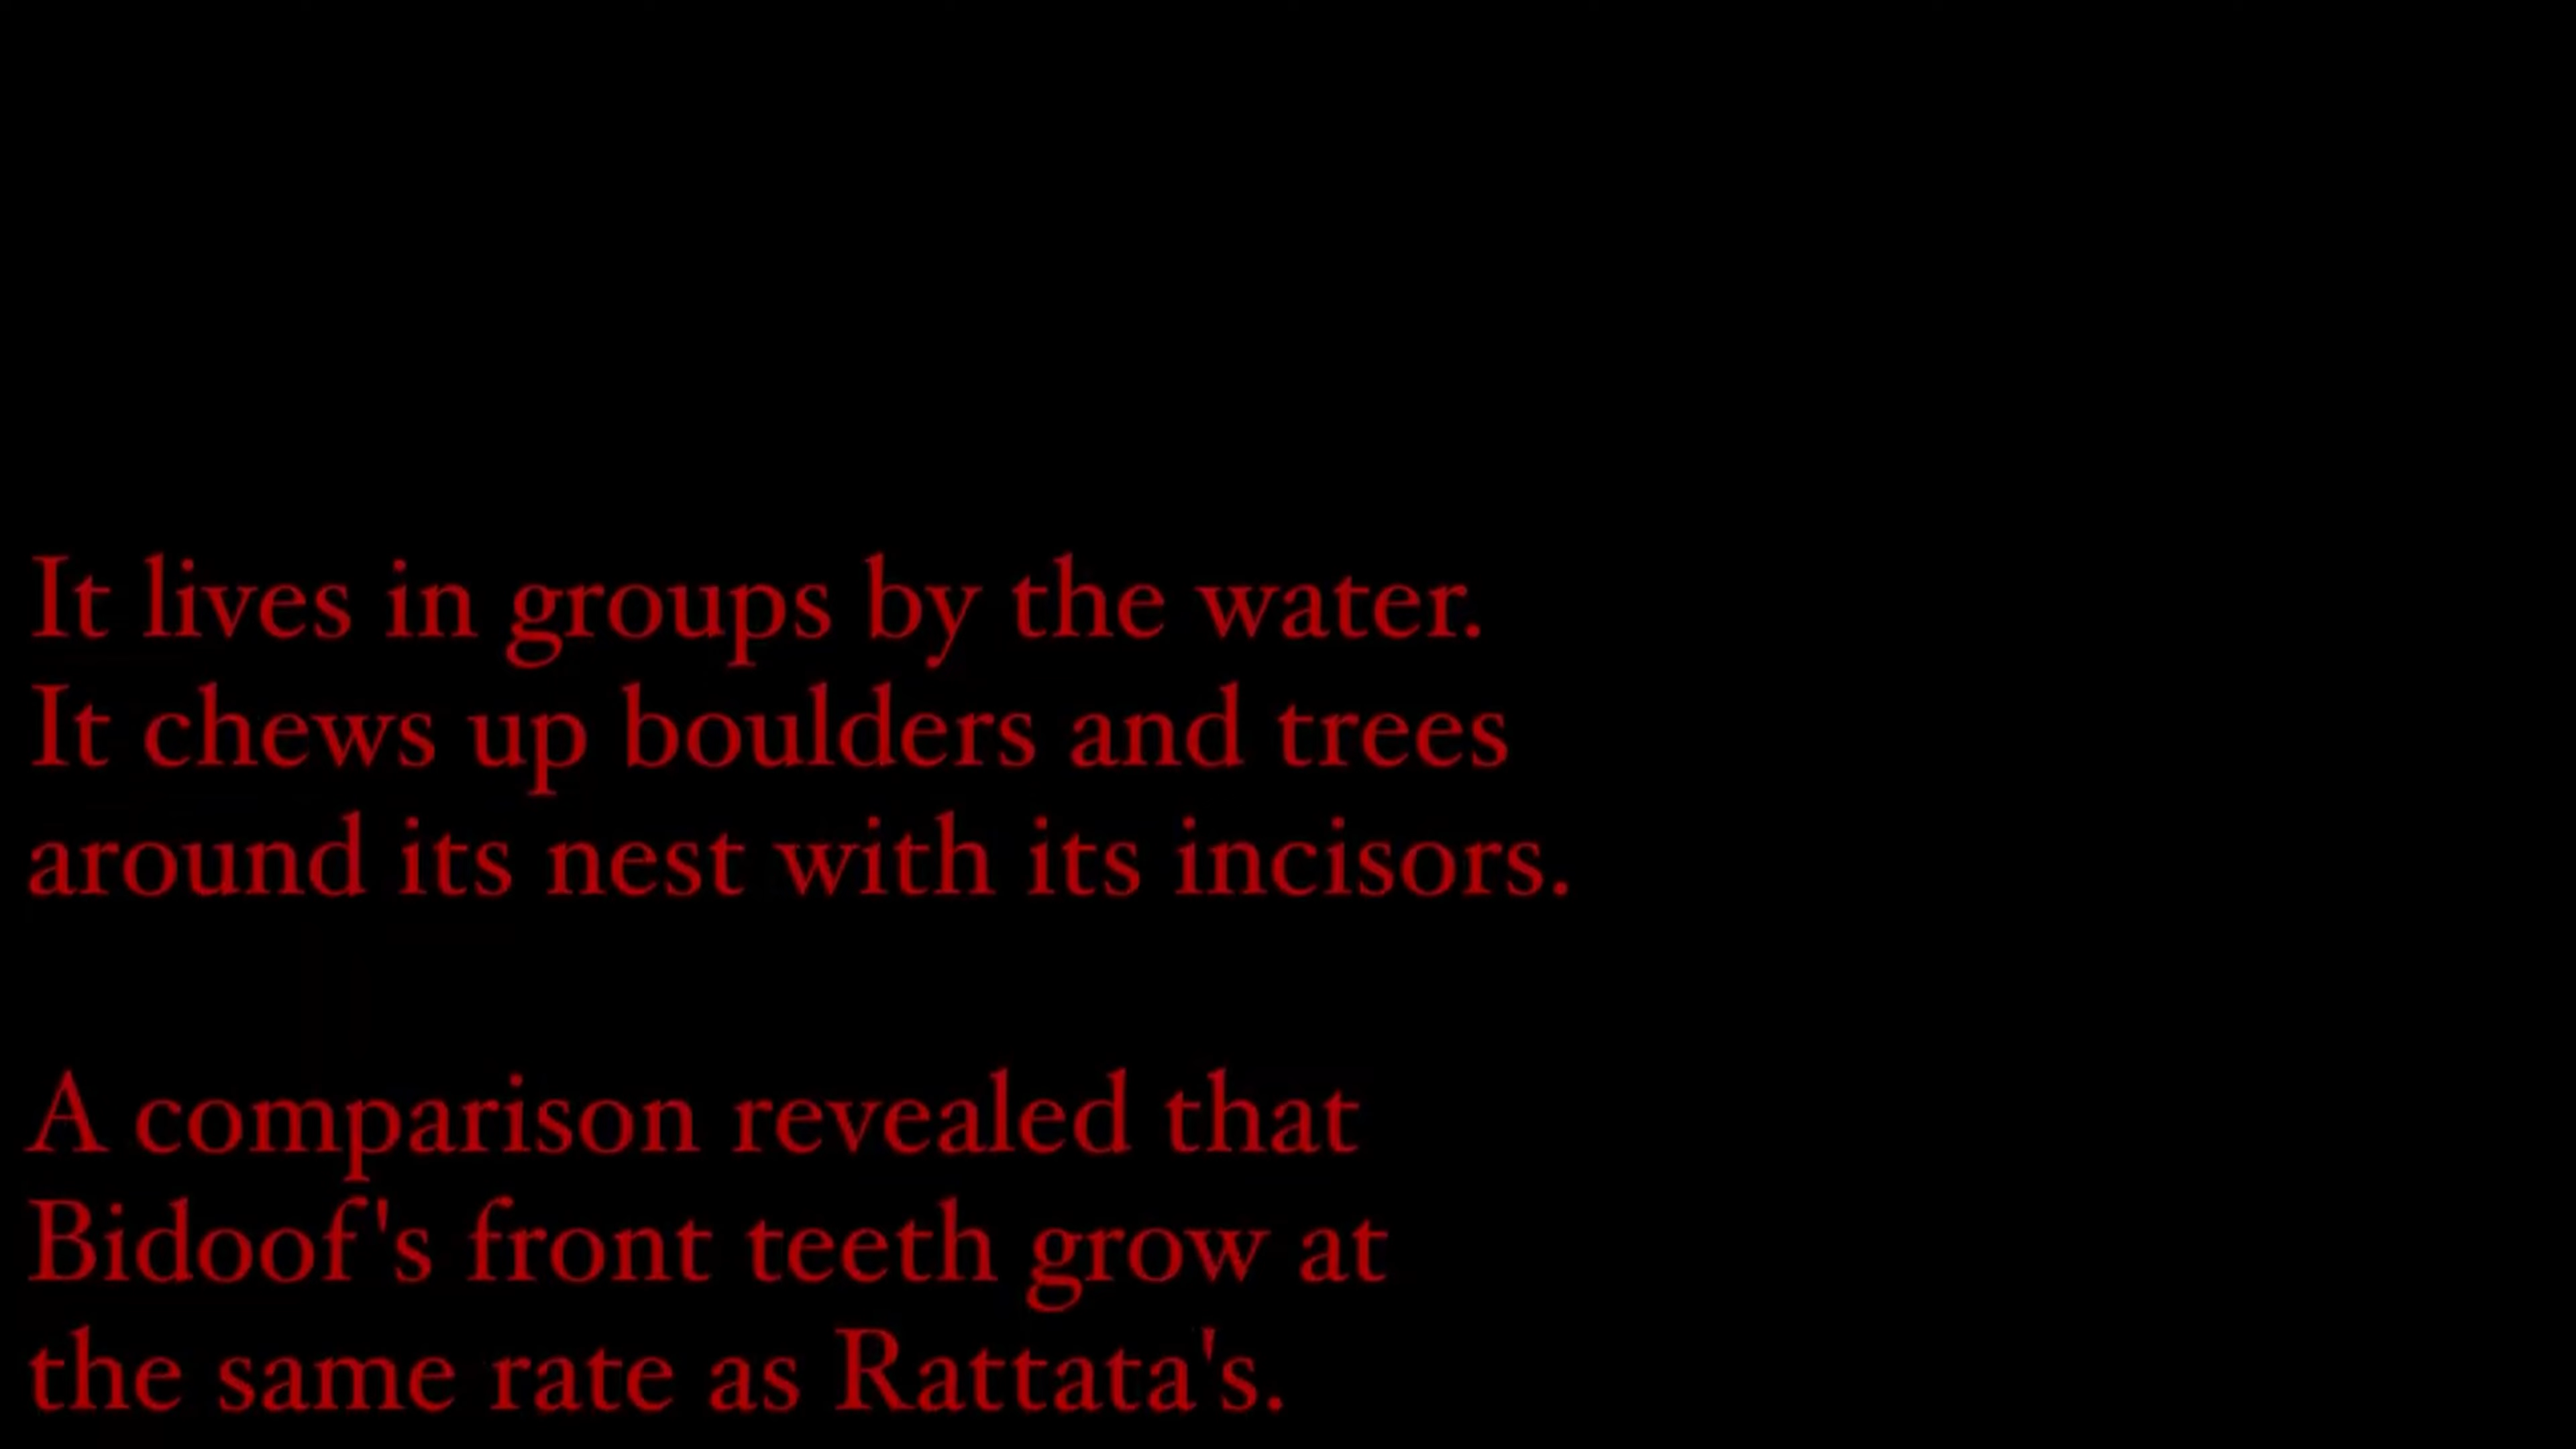 It lives in groups by the water.
It chews up boulders and trees
around its nest with its incisors.
A comparison revealed that
Bidoof's front teeth grow at
the same rate as Rattata's.